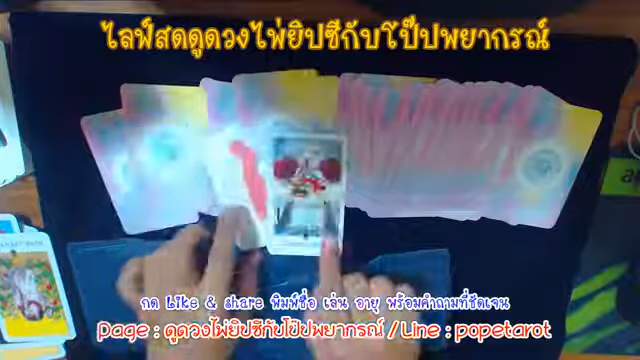 ไลฟ์สดดูดวงไพ่ยิปซีกับโป๊ปพยากรณ์
กด Like & share พิมพ์ชื่อ เล่น อายุ พร้อมคำถามที่ชัดเจน
Page : ดูดวงไพ่ยิปซีกับโป๊ปพยากรณ์ / Line : popetarot